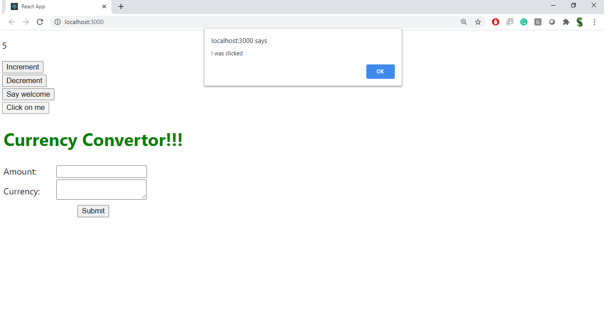 React App
localhost:3000
localhost:3000 says
I was clicked
OK
5
Increment
Decrement
Say welcome
Click on me
Currency Convertor!!!
Amount:
Currency:
Submit